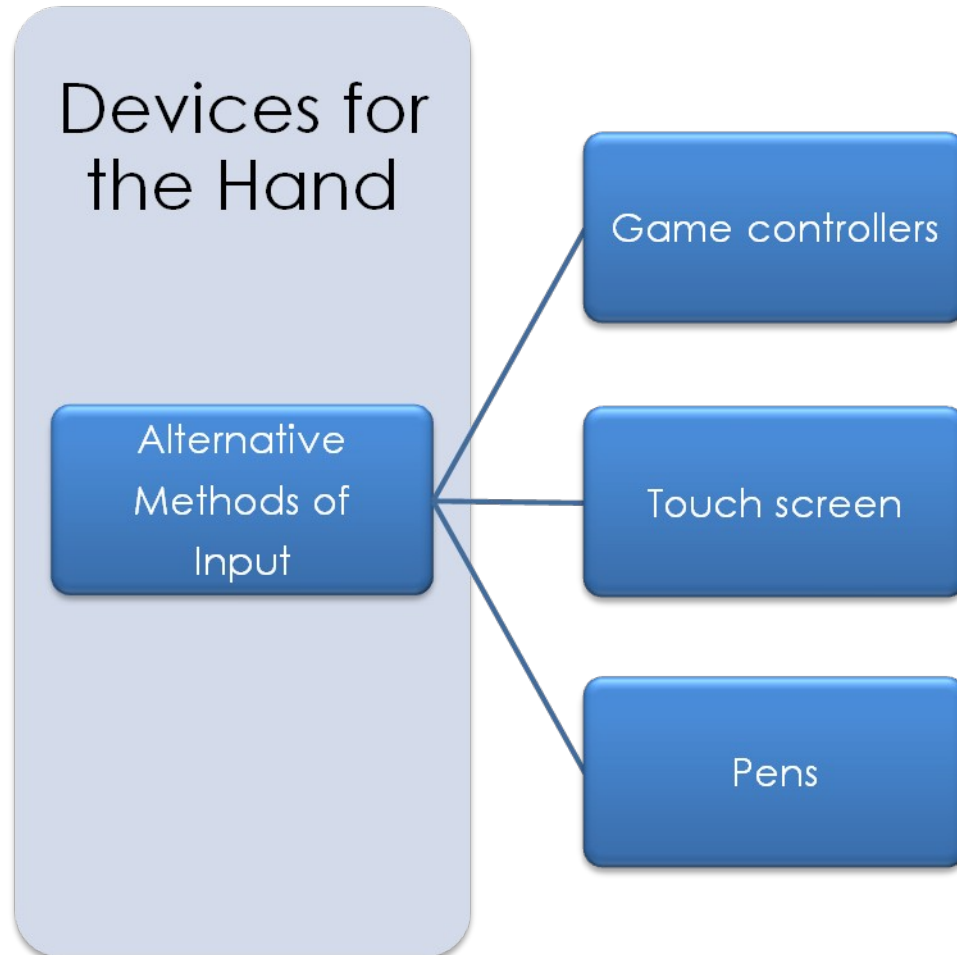 Devices for
the Hand
Game controllers
Alternative
Methods of
Input
Touch screen
Pens